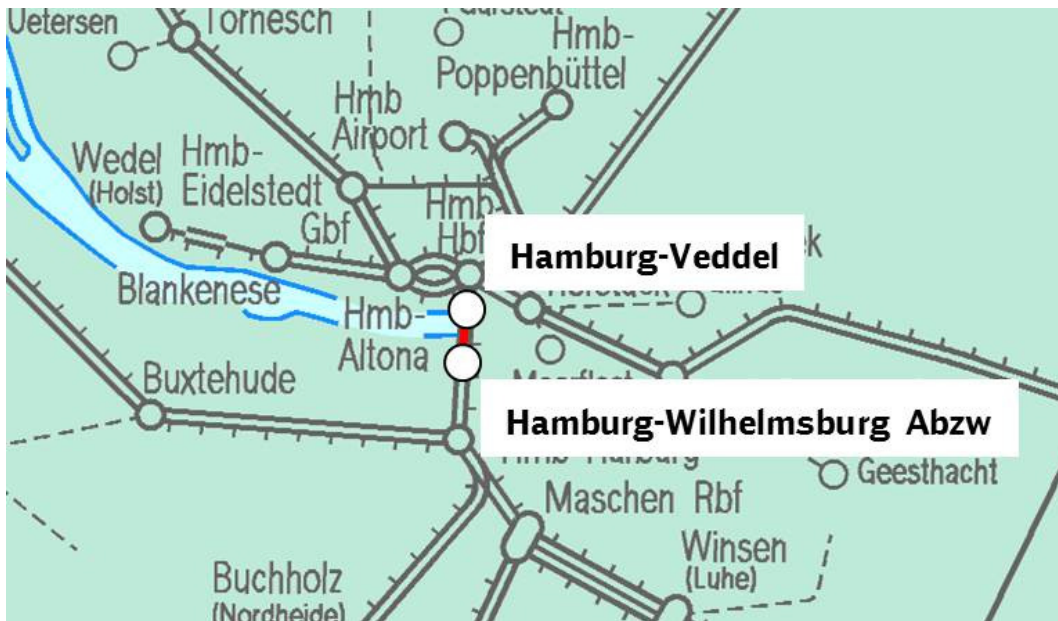 Uetersen
Tornesch
Hmb-
Poppenbüttel
Hmb
Airport
Wedel
(Holst)
Hmb-
Eidelstedt
Gbf
Hmb-
Hbf
Hamburg-Veddel
Blankenese
Hmb-
Altona
Buxtehude
Hamburg-Wilhelmsburg Abzw
Geesthacht
Maschen Rbf
Winsen
(Luhe)
Buchholz
(Nordheide)